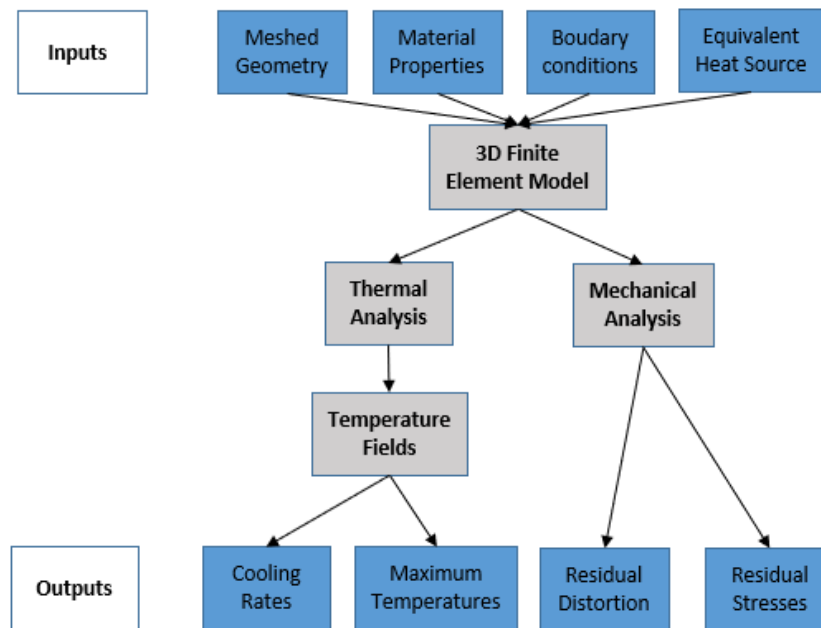 Inputs
Meshed
Geometry
Material
Properties
Boudary
conditions
Equivalent
Heat Source
3D Finite
Element Model
Thermal
Analysis
Mechanical
Analysis
Temperature
Fields
Outputs
Cooling
Rates
Maximum
Temperatures
Residual
Distortion
Residual
Stresses